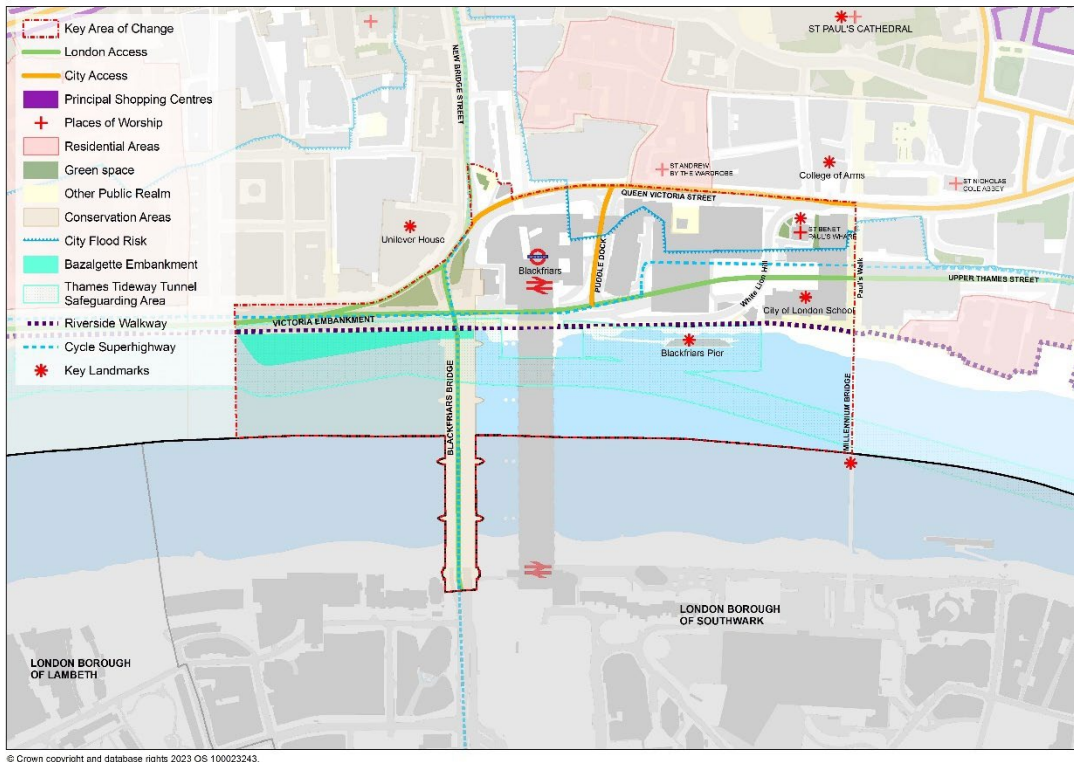 Key Area of Change
London Access
City Access
Principal Shopping Centres
Places of Worship
Residential Areas
Green space
Other Public Realm
Conservation Areas
City Flood Risk
Bazalgette Embankment
Thames Tideway Tunnel
Safeguarding Area
Riverside Walkway
Cycle Superhighway
Key Landmarks
NEW BRIDGE STREET
ST PAUL'S CATHEDRAL
ST ANDREW
BY THE WARDROBE
College of Arms
ST NICHOLAS
COLE ABBEY
QUEEN VICTORIA STREET
Unilever House
ST BENET
PAUL'S WHARF
Blackfriars
PUDDLE DOCK
White Lion Hill
Paul's Walk
UPPER THAMES STREET
City of London School
VICTORIA EMBANKMENT
Blackfriars Pier
BLACKFRIARS BRIDGE
MILLENNIUM BRIDGE
LONDON BOROUGH
OF SOUTHWARK
LONDON BOROUGH
OF LAMBETH
© Crown copyright and database rights 2023 OS 100023243.